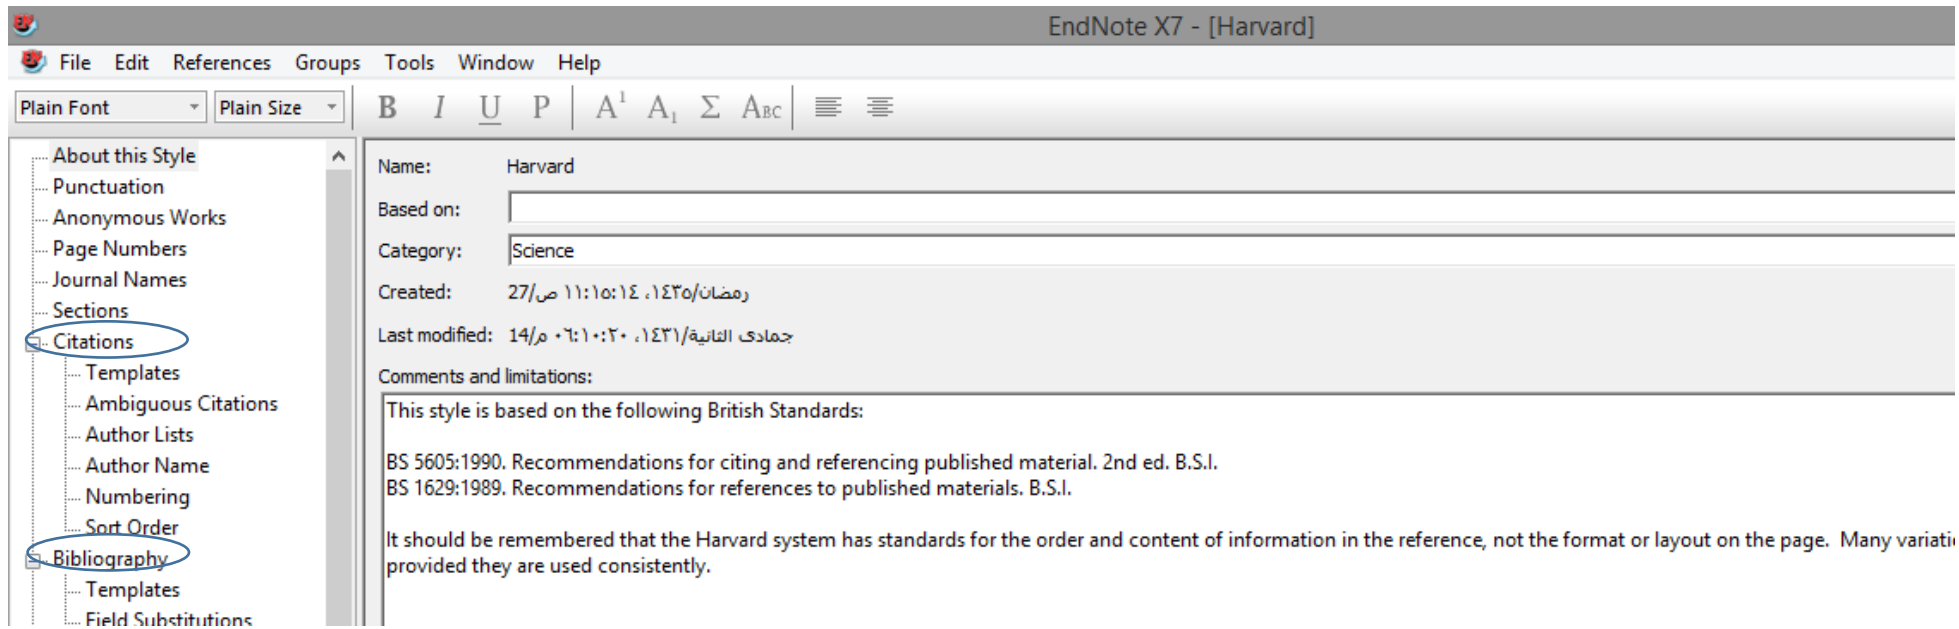 EndNote X7 - [Harvard]
File Edit References Groups Tools Window Help
Plain Font Plain Size B I U P A¹ A₁ Σ ABC
About this Style
Punctuation
Anonymous Works
Page Numbers
Journal Names
Sections
Citations
Templates
Ambiguous Citations
Author Lists
Author Name
Numbering
Sort Order
Bibliography
Templates
Field Substitutions
Name: Harvard
Based on:
Category: Science
Created: 27/رمضان/١٤٣٥، ١١:١٥:١٤ ص
Last modified: 14/جمادى الثانية/١٤٣١، ٠٦:١٠:٢٠ م
Comments and limitations:
This style is based on the following British Standards:
BS 5605:1990. Recommendations for citing and referencing published material. 2nd ed. B.S.I.
BS 1629:1989. Recommendations for references to published materials. B.S.I.
It should be remembered that the Harvard system has standards for the order and content of information in the reference, not the format or layout on the page. Many variati
provided they are used consistently.